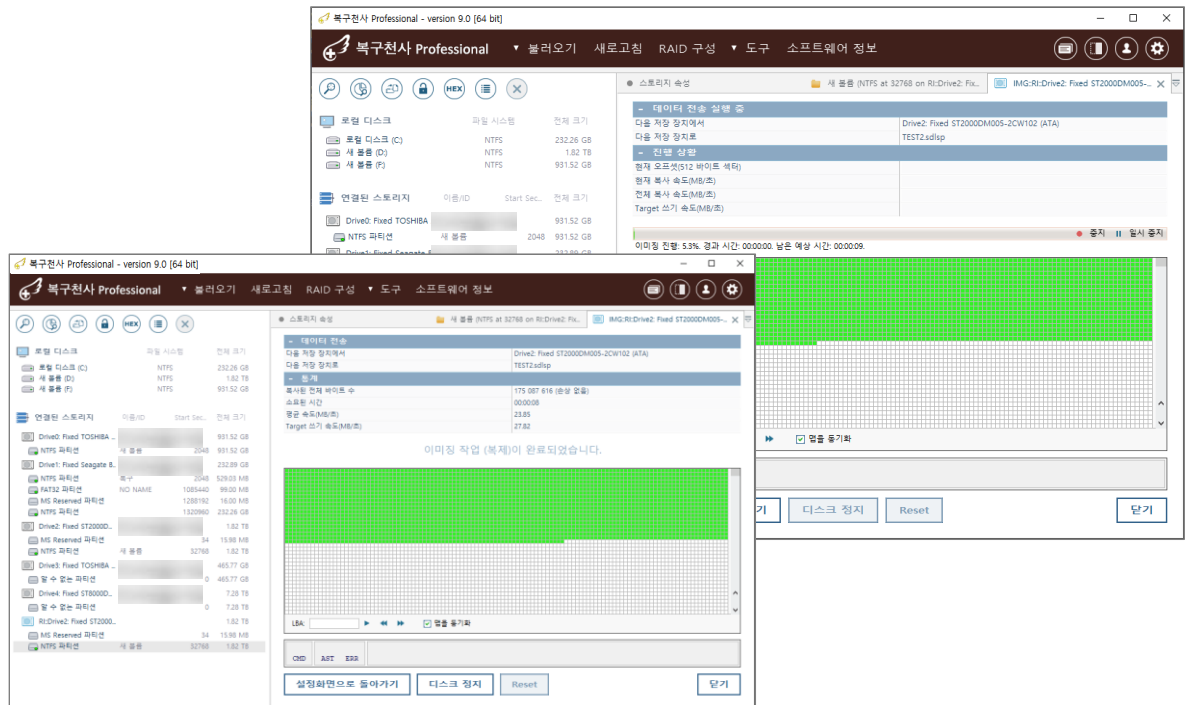 복구천사 Professional - version 9.0 [64 bit]
복구천사 Professional ▼ 불러오기 새로고침 RAID 구성 ▼ 도구 소프트웨어 정보
HEX
스토리지 속성
새 볼륨 (NTFS at 32768 on RI:Drive2: Fix...
IMG:RI:Drive2: Fixed ST2000DM005-...
로컬 디스크 파일 시스템 전체 크기
로컬 디스크 (C) NTFS 232.26 GB
새 볼륨 (D:) NTFS 1.82 TB
새 볼륨 (F:) NTFS 931.52 GB
연결된 스토리지 이름/ID Start Sec... 전체 크기
Drive0: Fixed TOSHIBA 931.52 GB
NTFS 파티션 새 볼륨 2048 931.52 GB
- 데이터 전송 실행 중
다음 저장 장치에서 Drive2: Fixed ST2000DM005-2CW102 (ATA)
다음 저장 장치로 TEST2.sdlsp
- 진행 상황
현재 오프셋(512 바이트 섹터)
현재 복사 속도(MB/초)
전체 복사 속도(MB/초)
Target 쓰기 속도(MB/초)
중지 일시 중지
이미징 진행: 5.3%. 경과 시간: 00:00:00. 남은 예상 시간: 00:00:09.
맵을 동기화
기 디스크 정지 Reset 닫기
복구천사 Professional - version 9.0 [64 bit]
복구천사 Professional ▼ 불러오기 새로고침 RAID 구성 ▼ 도구 소프트웨어 정보
HEX
스토리지 속성
새 볼륨 (NTFS at 32768 on RI:Drive2: Fix...
IMG:RI:Drive2: Fixed ST2000DM005-...
로컬 디스크 파일 시스템 전체 크기
로컬 디스크 (C) NTFS 232.26 GB
새 볼륨 (D:) NTFS 1.82 TB
새 볼륨 (F:) NTFS 931.52 GB
연결된 스토리지 이름/ID Start Sec... 전체 크기
Drive0: Fixed TOSHIBA ... 931.52 GB
NTFS 파티션 새 볼륨 2048 931.52 GB
Drive1: Fixed Seagate B... 232.89 GB
NTFS 파티션 복구 2048 529.03 MB
FAT32 파티션 NO NAME 1085440 99.00 MB
MS Reserved 파티션 1288192 16.00 MB
NTFS 파티션 1320960 232.26 GB
Drive2: Fixed ST2000D... 1.82 TB
MS Reserved 파티션 34 15.98 MB
NTFS 파티션 새 볼륨 32768 1.82 TB
Drive3: Fixed TOSHIBA ... 465.77 GB
알 수 없는 파티션 0 465.77 GB
Drive4: Fixed ST8000D... 7.28 TB
알 수 없는 파티션 0 7.28 TB
RI:Drive2: Fixed ST2000... 1.82 TB
MS Reserved 파티션 34 15.98 MB
NTFS 파티션 새 볼륨 32768 1.82 TB
- 데이터 전송
다음 저장 장치에서 Drive2: Fixed ST2000DM005-2CW102 (ATA)
다음 저장 장치로 TEST2.sdlsp
- 통계
복사된 전체 바이트 수 175 087 616 (손상 없음)
소요된 시간 00:00:08
평균 속도(MB/초) 23.85
Target 쓰기 속도(MB/초) 27.82
이미징 작업 (복제)이 완료되었습니다.
LBA: 맵을 동기화
CMD AST ERR
설정화면으로 돌아가기 디스크 정지 Reset 닫기